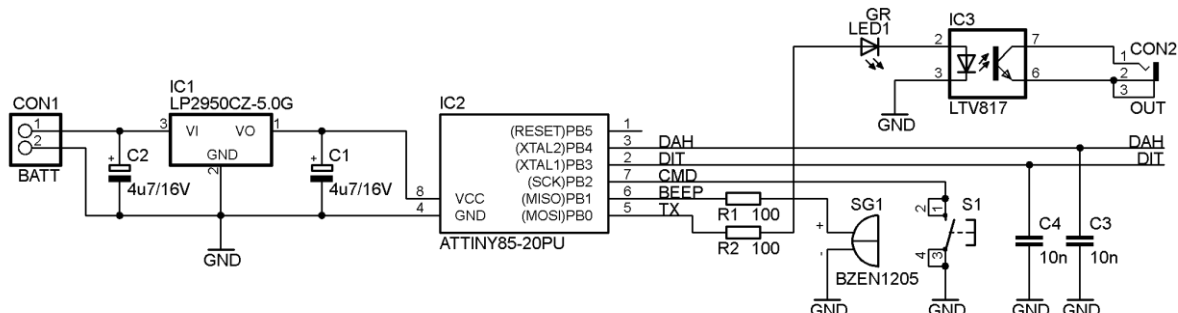 GR
LED1
IC3
2
7
CON2
1
3
6
2
3
LTV817
OUT
GND
CON1
1
2
BATT
IC1
LP2950CZ-5.0G
3
VI
VO
1
GND
2
+
C2
4u7/16V
+
C1
4u7/16V
GND
IC2
(RESET)PB5
1
(XTAL2)PB4
3
DAH
DAH
(XTAL1)PB3
2
DIT
DIT
(SCK)PB2
7
CMD
8
VCC
(MISO)PB1
6
BEEP
4
GND
(MOSI)PB0
5
TX
ATTINY85-20PU
R1 100
R2 100
SG1
+
-
BZEN1205
GND
2
1
S1
4
3
GND
C4
10n
GND
C3
10n
GND